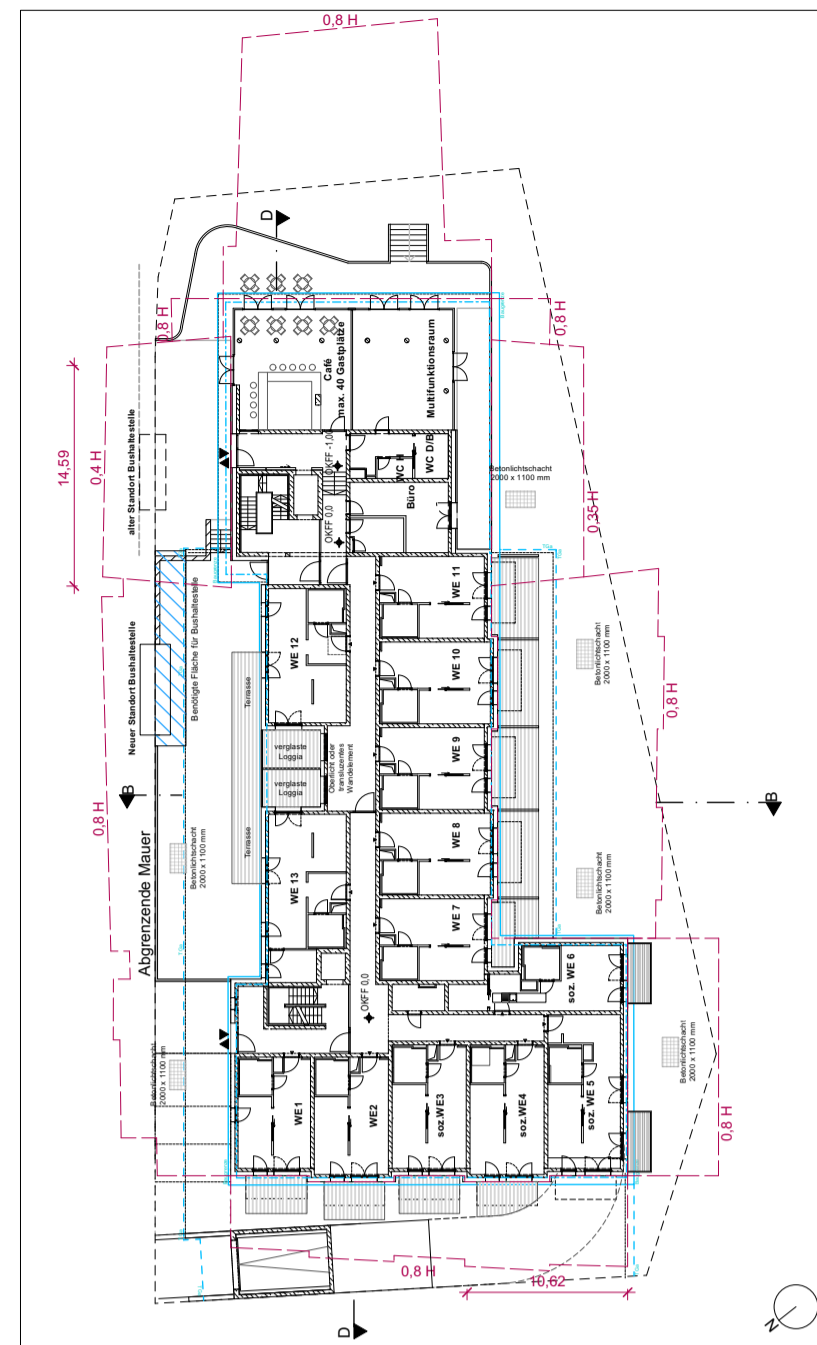 0,8 H
D
0,8 H
0,8 H
14,59
0,4 H
alter Standort Bushaltestelle
Café
max. 40 Gastplätze
Multifunktionsraum
OKFF -1,00
WC H
WC D/B
Büro
OKFF 0,0
Betonlichtschacht
2000 x 1100 mm
0,35 H
Neuer Standort Bushaltestelle
Benötigte Fläche für Bushaltestelle
WE 12
WE 11
Terrasse
WE 10
Betonlichtschacht
2000 x 1100 mm
0,8 H
verglaste
Loggia
verglaste
Loggia
Oberlicht oder
transluzentes
Wandelement
WE 9
B
B
0,8 H
Abgrenzende Mauer
Betonlichtschacht
2000 x 1100 mm
Terrasse
WE 13
WE 8
Betonlichtschacht
2000 x 1100 mm
WE 7
OKFF 0,0
soz. WE 6
Betonlichtschacht
2000 x 1100 mm
Betonlichtschacht
2000 x 1100 mm
WE1
WE2
soz.WE3
soz.WE4
soz. WE 5
0,8 H
0,8 H
10,62
D
N